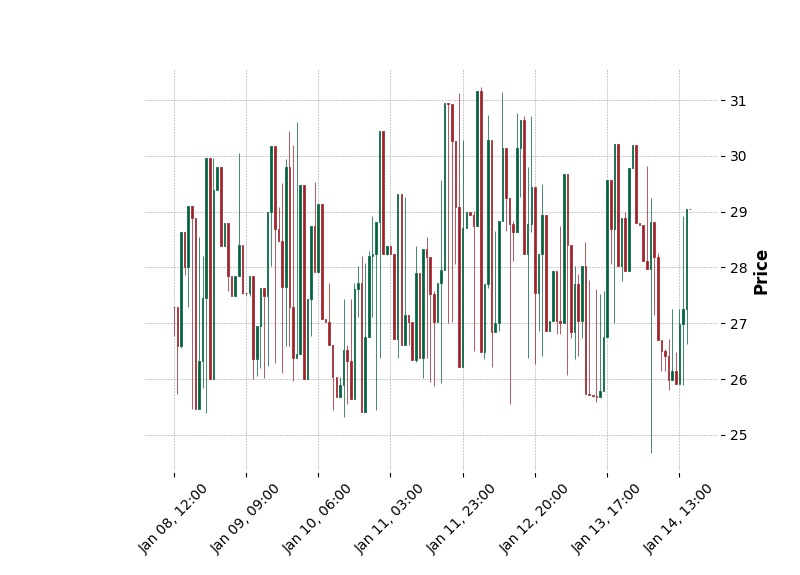 31
30
29
28
27
26
25
Price
Jan 08, 12:00
Jan 09, 09:00
Jan 10, 06:00
Jan 11, 03:00
Jan 11, 23:00
Jan 12, 20:00
Jan 13, 17:00
Jan 14, 13:00